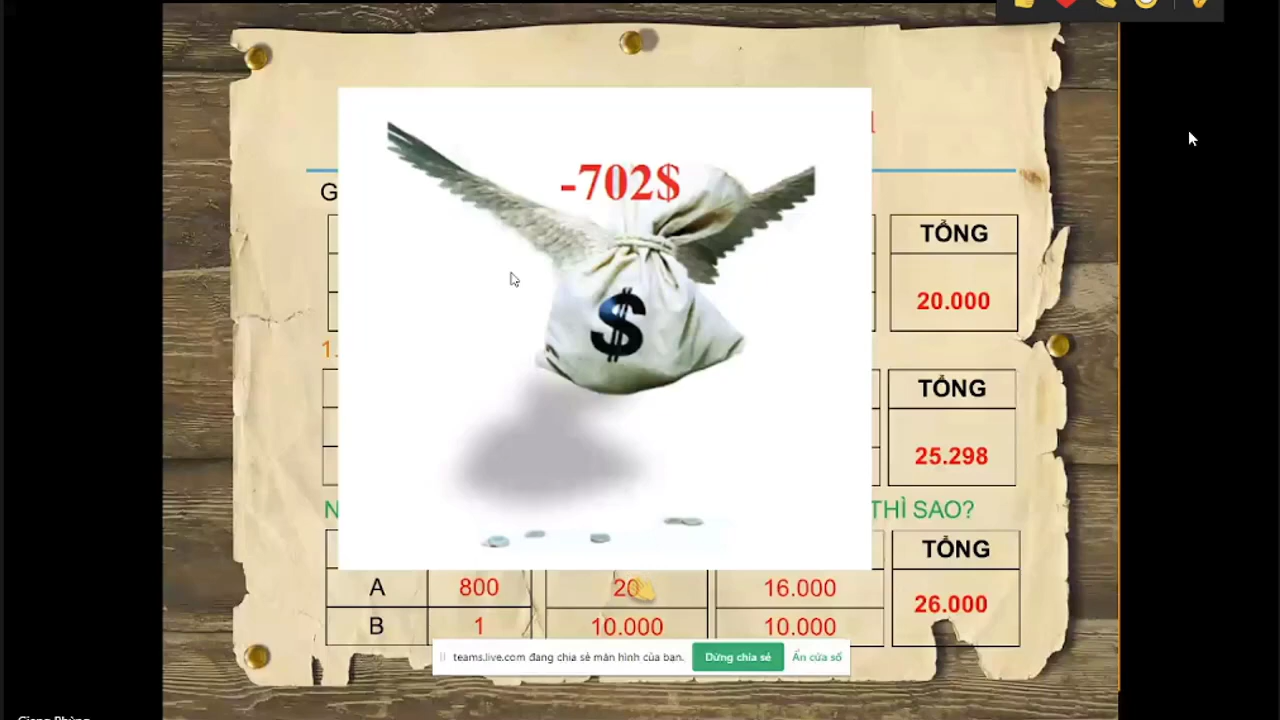 -702$
G
TỔNG
$
20.000
1.
TỔNG
25.298
N
THÌ SAO?
TỔNG
A 800 20 16.000
26.000
B 1 10.000 10.000
teams.live.com đang chia sẻ màn hình của bạn. Dừng chia sẻ Ẩn cửa sổ